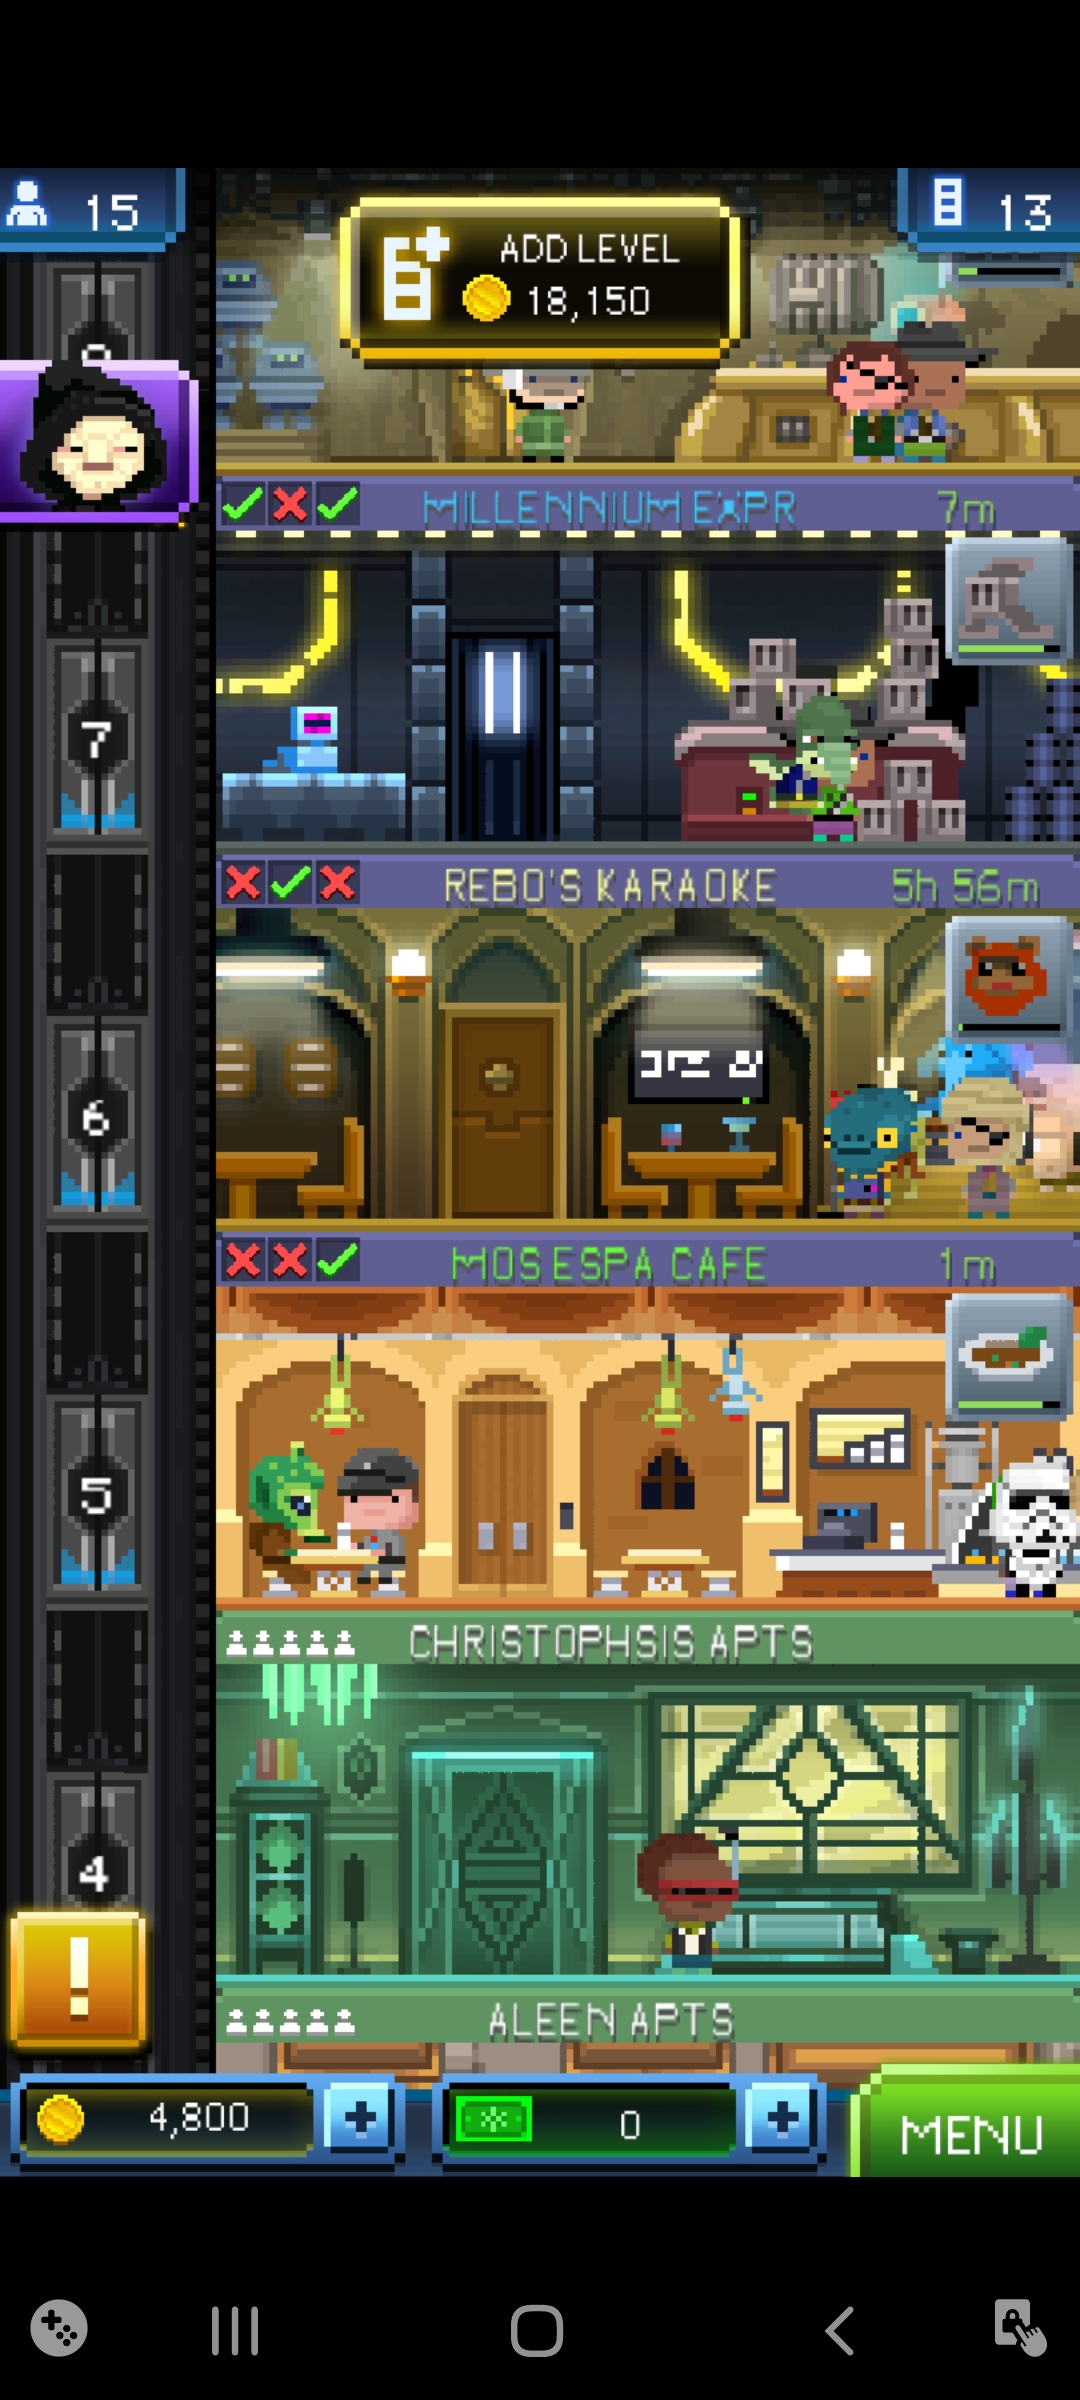 15
13
ADD LEVEL
18,150
MILLENNIUM EXPR 7m
7
REBO'S KARAOKE 5h 56m
6
MOS ESPA CAFE 1m
5
CHRISTOPHSIS APTS
4
!
ALEEN APTS
4,800
0
MENU